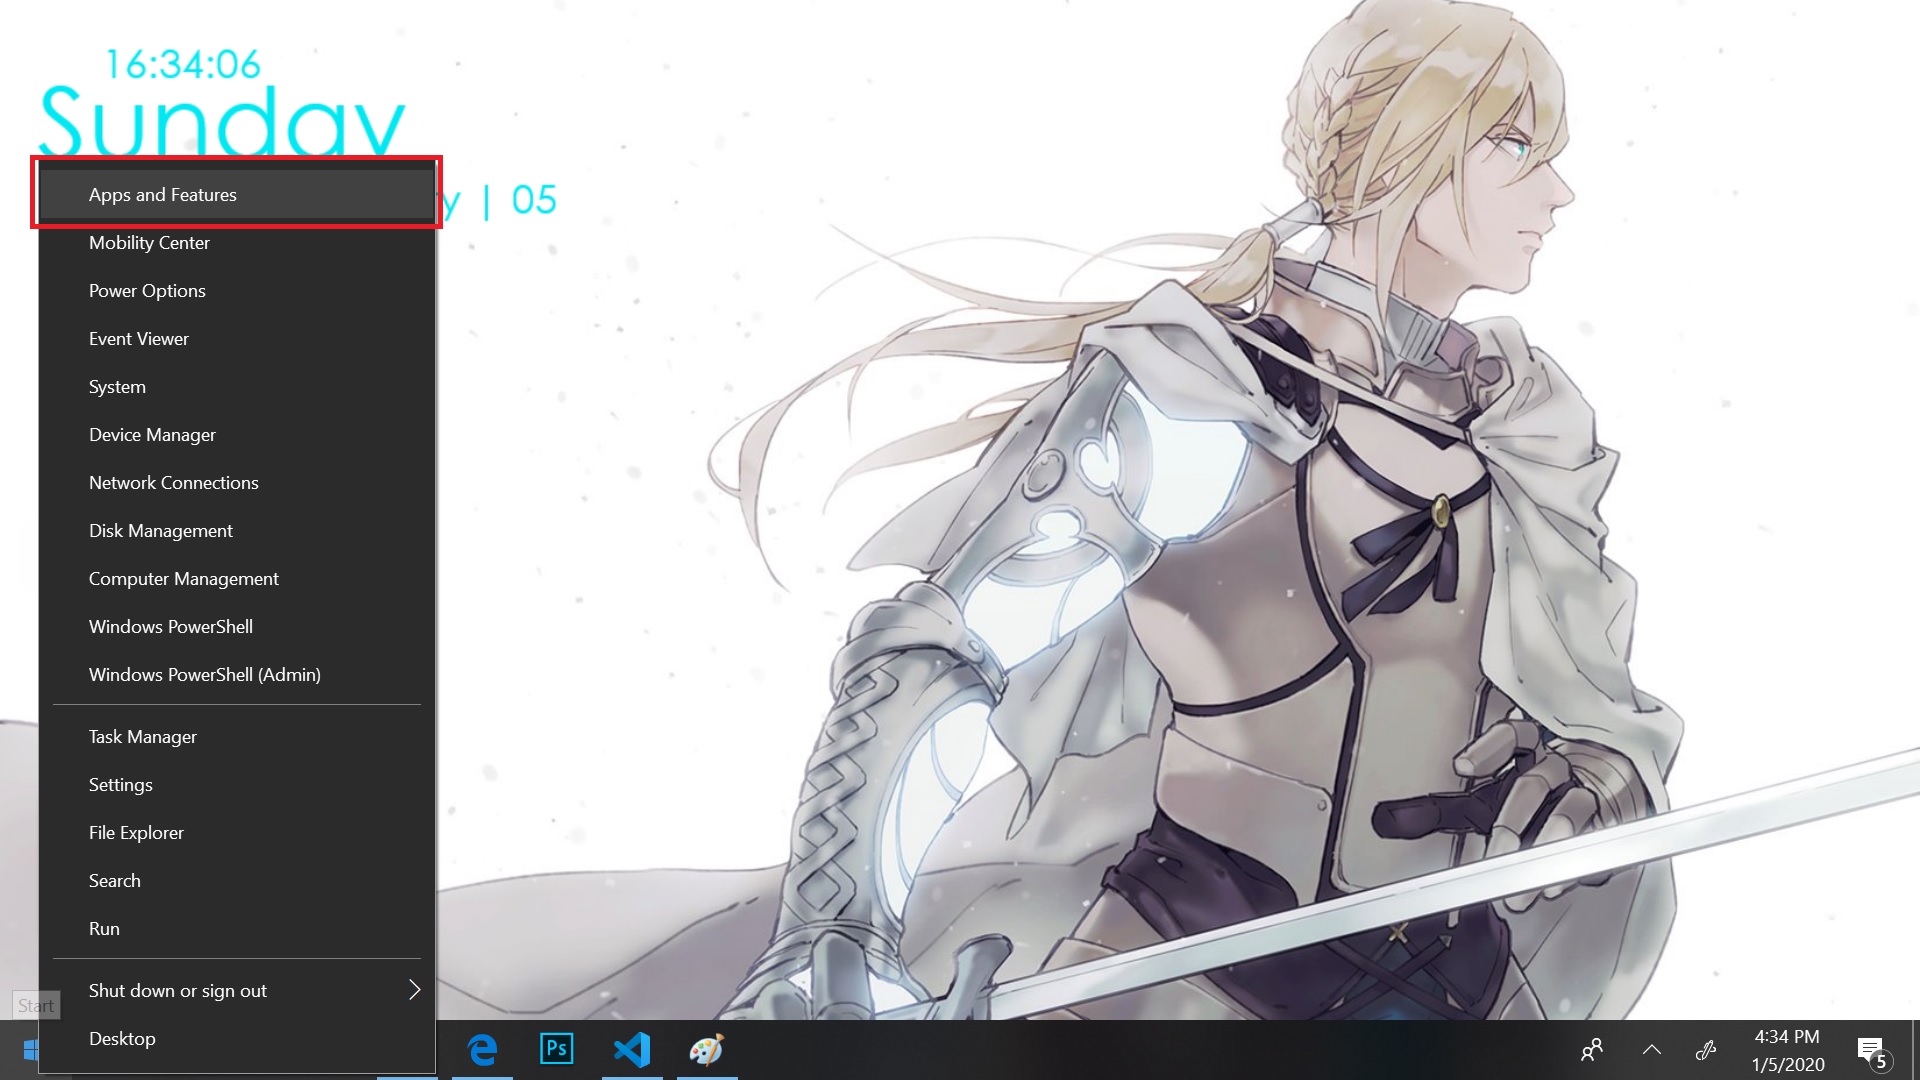 16:34:06
Sunday
y | 05
Apps and Features
Mobility Center
Power Options
Event Viewer
System
Device Manager
Network Connections
Disk Management
Computer Management
Windows PowerShell
Windows PowerShell (Admin)
Task Manager
Settings
File Explorer
Search
Run
Shut down or sign out
Desktop
Start
Ps
4:34 PM
1/5/2020
5